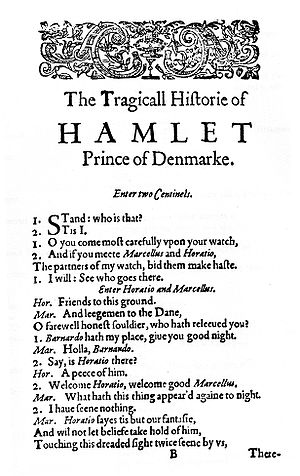 The Tragicall Hiſtorie of
HAMLET
Prince of Denmarke.
Enter two Centinels.
1. STand: who is that?
2. Tis I.
1. O you come moſt carefully vpon your watch,
2. And if you meete Marcellus and Horatio,
The partners of my watch, bid them make haſte.
1. I will: See who goes there.
Enter Horatio and Marcellus.
Hor. Friends to this ground.
Mar. And leegemen to the Dane,
O farewell honeſt ſouldier, who hath releeued you?
1. Barnardo hath my place, giue you good night.
Mar. Holla, Barnardo.
2. Say, is Horatio there?
Hor. A peece of him.
2. Welcome Horatio, welcome good Marcellus,
Mar. What hath this thing appear'd againe to night.
2. I haue ſeene nothing.
Mar. Horatio ſayes tis but our fantaſie,
And wil not let beliefe take hold of him,
Touching this dreaded ſight twice ſeene by vs,
B There-